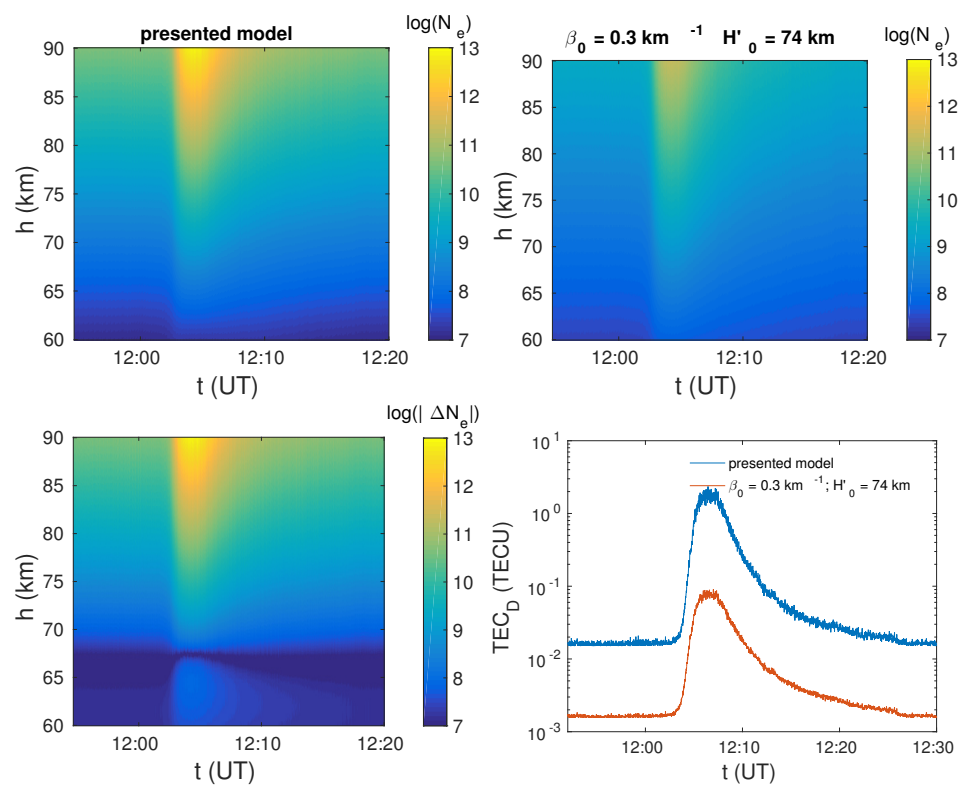 presented model
log(N_e)
90
85
80
75
70
65
60
h (km)
12:00 12:10 12:20
t (UT)
13
12
11
10
9
8
7
β_0 = 0.3 km^-1 H'_0 = 74 km
log(N_e)
90
85
80
75
70
65
60
h (km)
12:00 12:10 12:20
t (UT)
13
12
11
10
9
8
7
log(| ΔN_e|)
90
85
80
75
70
65
60
h (km)
12:00 12:10 12:20
t (UT)
13
12
11
10
9
8
7
10^1
10^0
10^-1
10^-2
10^-3
TEC_D (TECU)
presented model
β_0 = 0.3 km^-1; H'_0 = 74 km
12:00 12:10 12:20 12:30
t (UT)